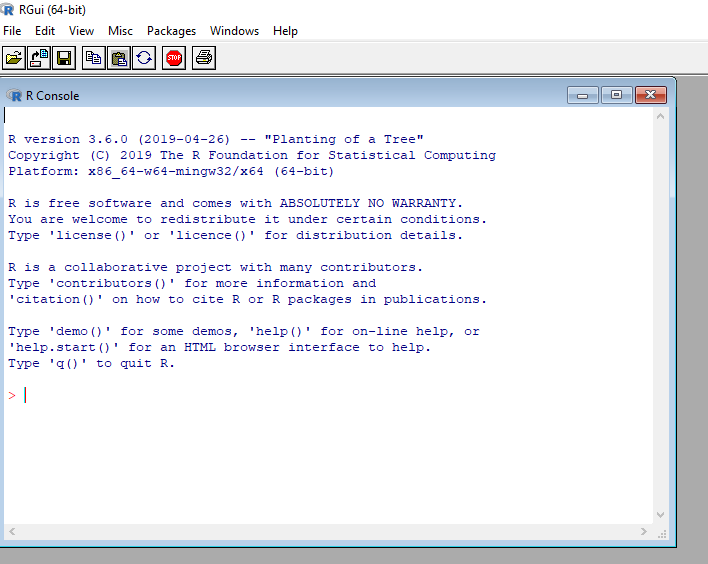 RGui (64-bit)
File Edit View Misc Packages Windows Help
STOP
R Console
R version 3.6.0 (2019-04-26) -- "Planting of a Tree"
Copyright (C) 2019 The R Foundation for Statistical Computing
Platform: x86_64-w64-mingw32/x64 (64-bit)
R is free software and comes with ABSOLUTELY NO WARRANTY.
You are welcome to redistribute it under certain conditions.
Type 'license()' or 'licence()' for distribution details.
R is a collaborative project with many contributors.
Type 'contributors()' for more information and
'citation()' on how to cite R or R packages in publications.
Type 'demo()' for some demos, 'help()' for on-line help, or
'help.start()' for an HTML browser interface to help.
Type 'q()' to quit R.
>